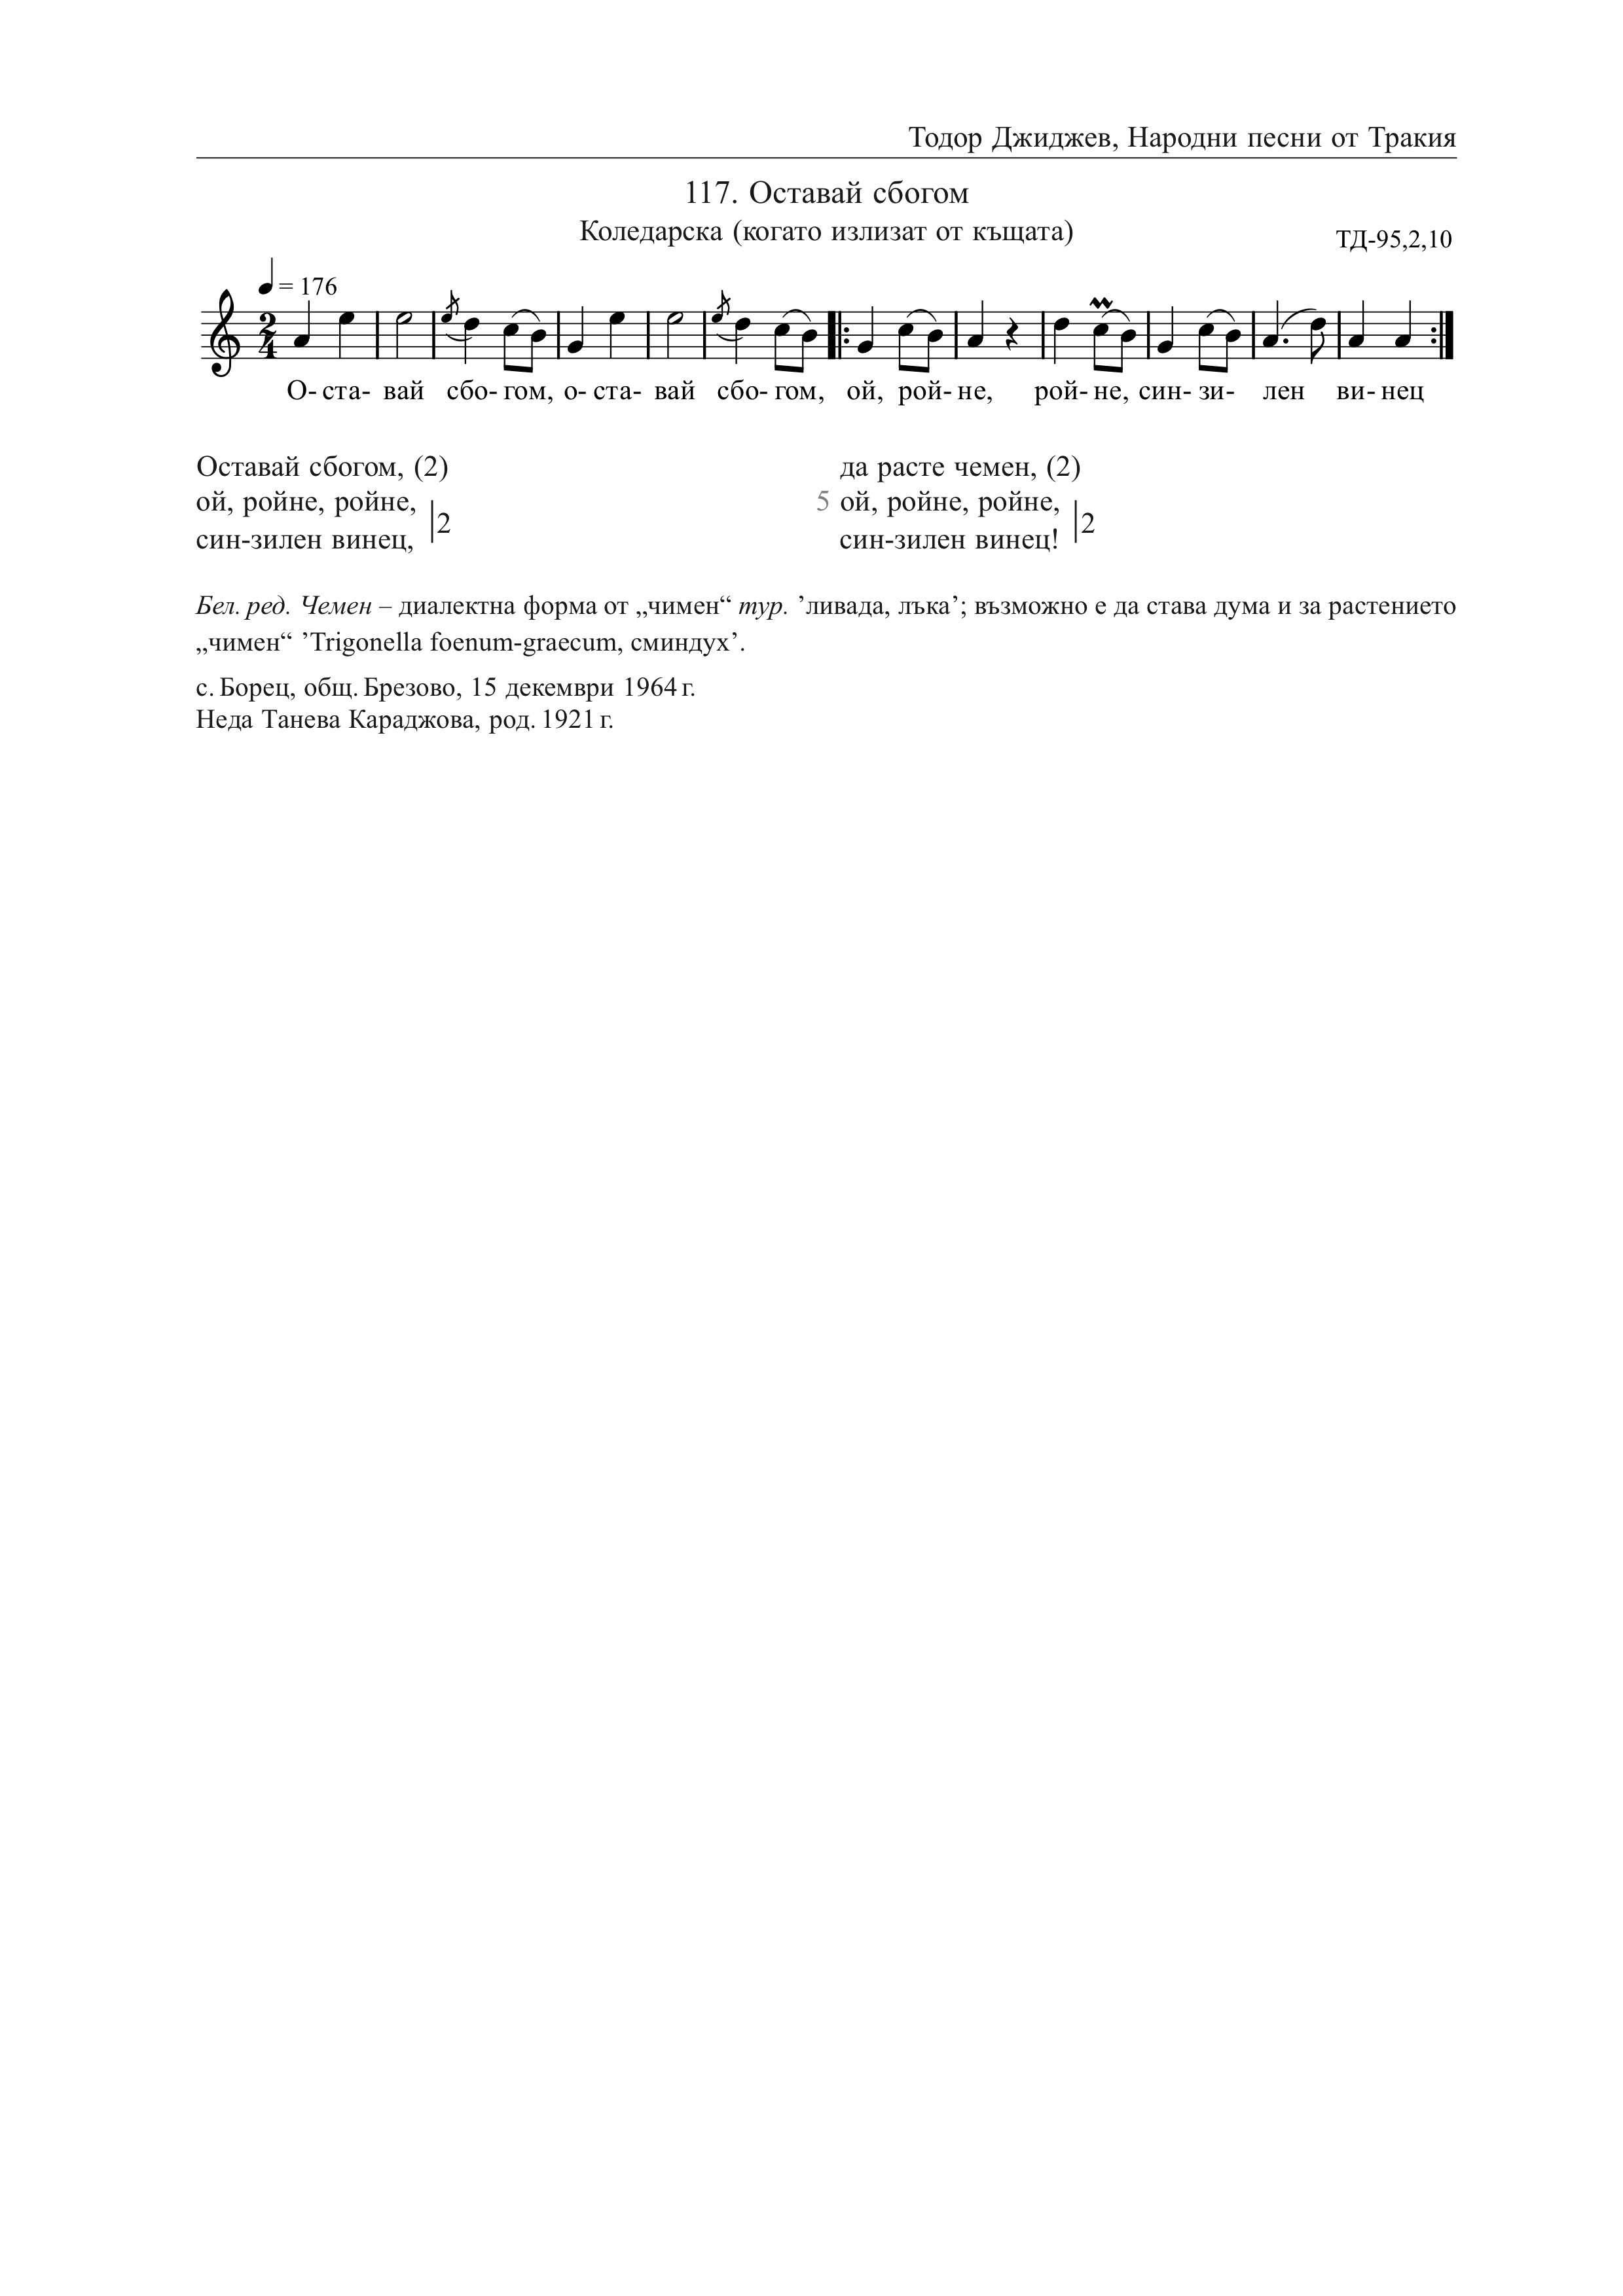 Тодор Джиджев, Народни песни от Тракия
117. Оставай сбогом
Коледарска (когато излизат от къщата)
ТД-95,2,10
= 176
О- ста- вай сбо- гом, о- ста- вай сбо- гом, ой, рой- не, рой- не, син- зи- лен ви- нец
Оставай сбогом, (2)
ой, ройне, ройне,
син-зилен винец,
2
да расте чемен, (2)
5 ой, ройне, ройне,
син-зилен винец!
2
Бел. ред. Чемен – диалектна форма от „чимен“ тур. ’ливада, лъка’; възможно е да става дума и за растението
„чимен“ ’Trigonella foenum-graecum, сминдух’.
с. Борец, общ. Брезово, 15 декември 1964 г.
Неда Танева Караджова, род. 1921 г.